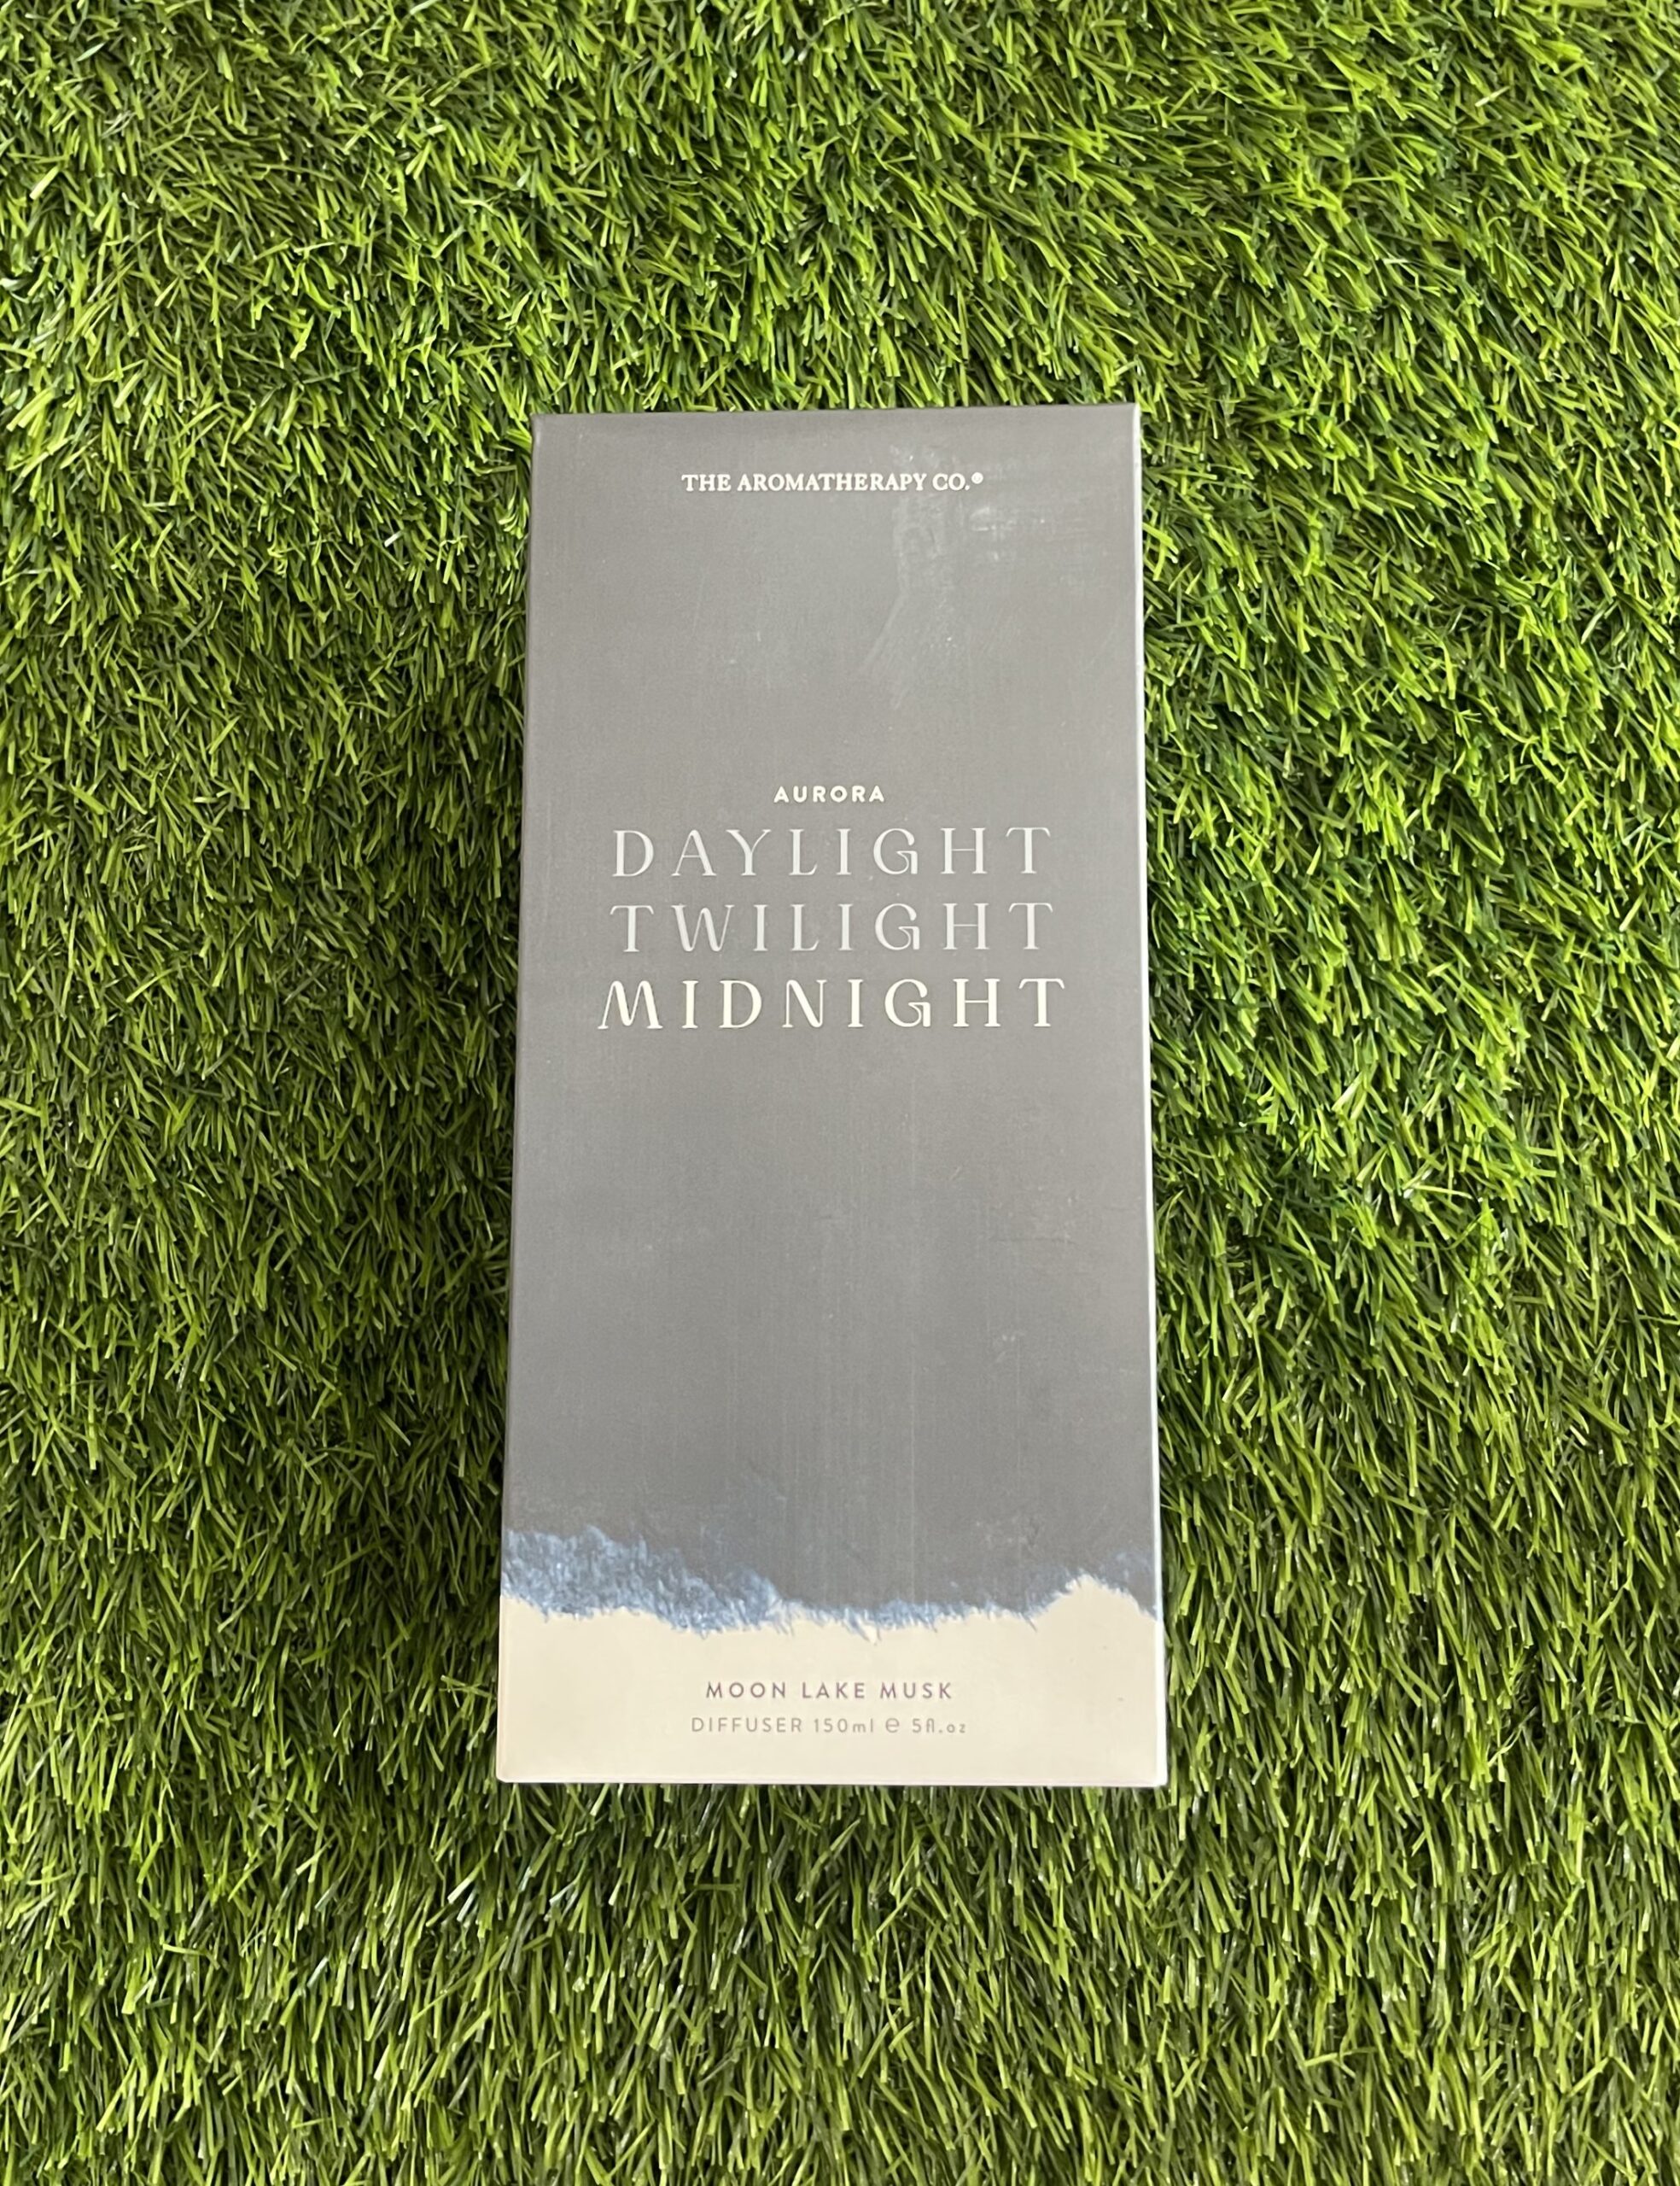 THE AROMATHERAPY CO.®
AURORA
DAYLIGHT
TWILIGHT
MIDNIGHT
MOON LAKE MUSK
DIFFUSER 150ml ℮ 5fl.oz